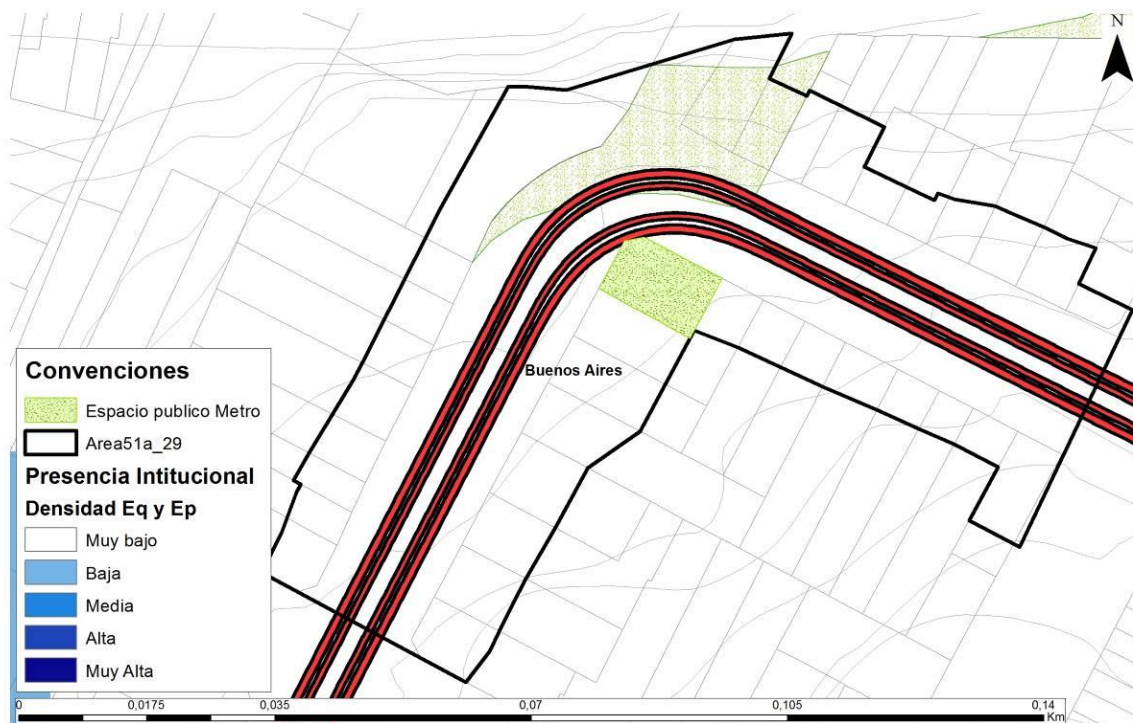 N
Buenos Aires
Convenciones
Espacio publico Metro
Area51a_29
Presencia Intitucional
Densidad Eq y Ep
Muy bajo
Baja
Media
Alta
Muy Alta
0 0,0175 0,035 0,07 0,105 0,14
Km